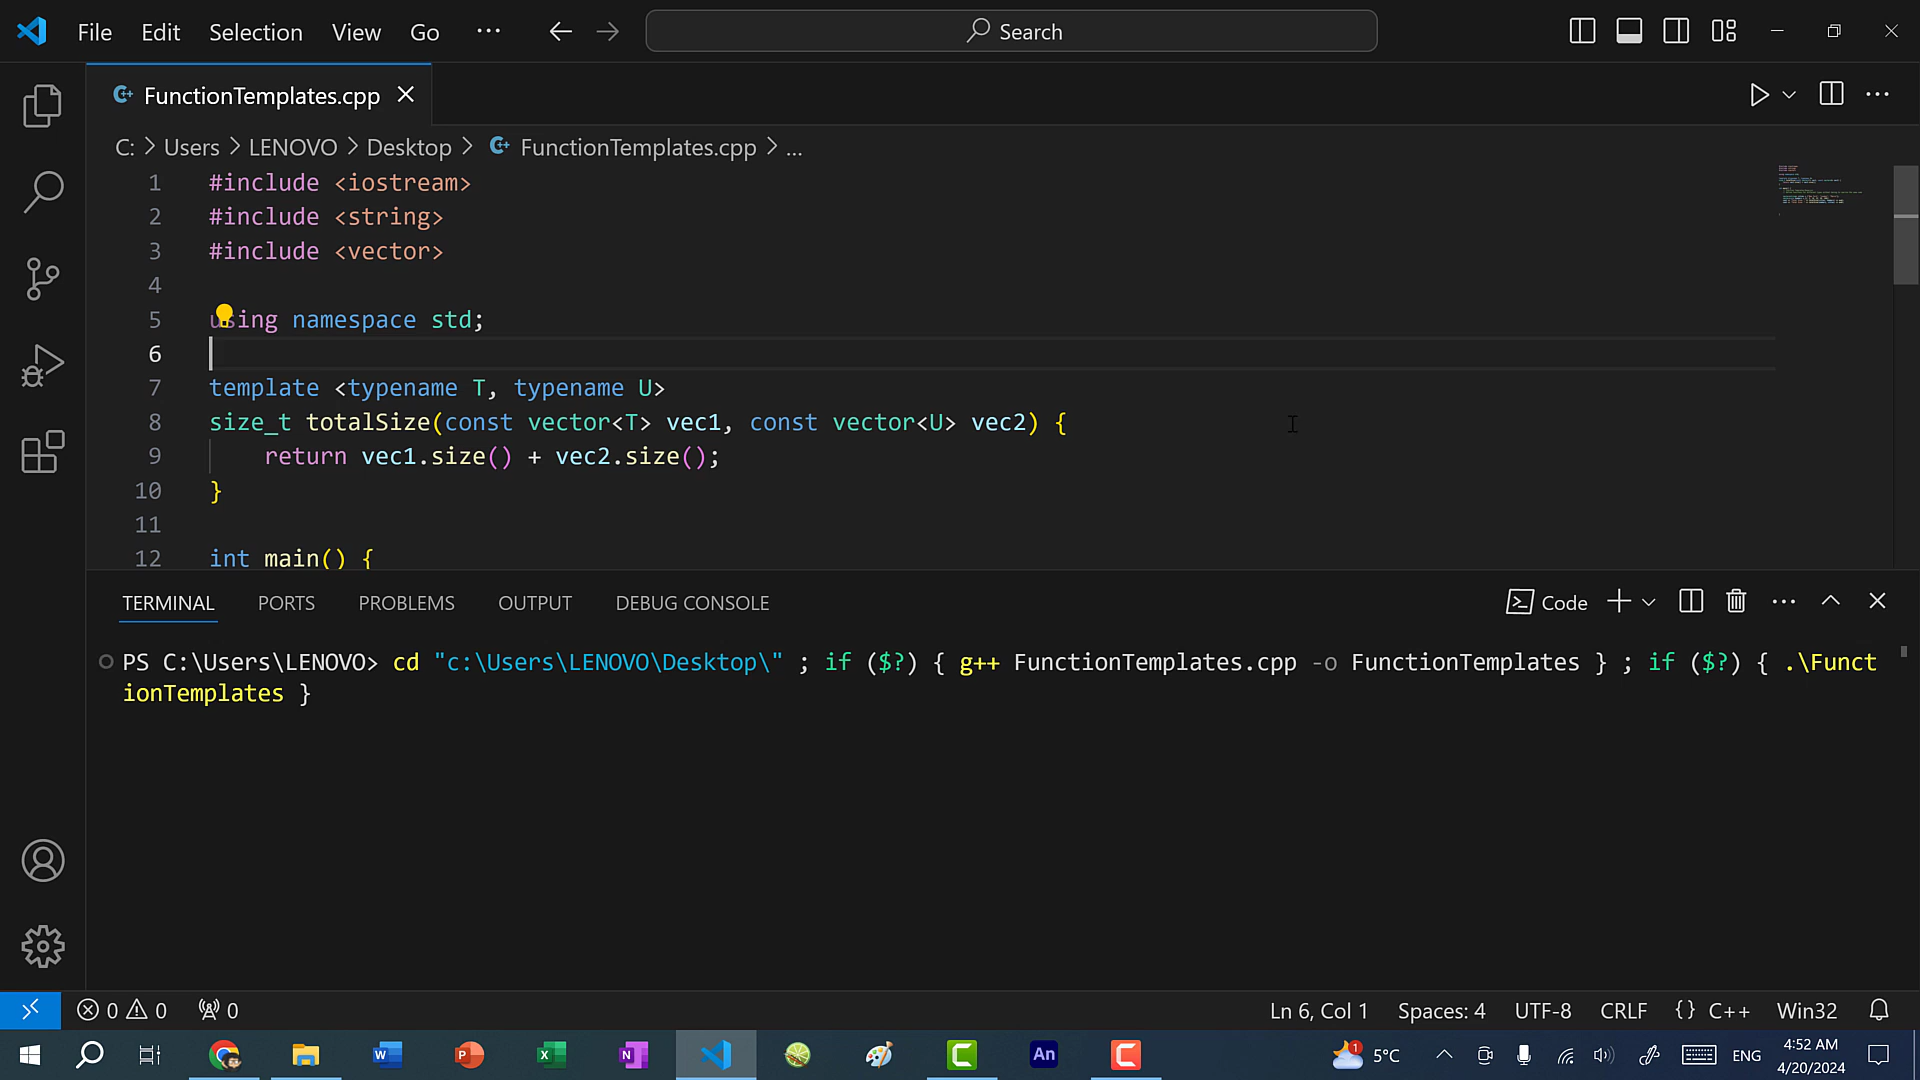 File Edit Selection View Go ··· Search
FunctionTemplates.cpp
C: > Users > LENOVO > Desktop > FunctionTemplates.cpp > ...
1 #include <iostream>
2 #include <string>
3 #include <vector>
4
5 using namespace std;
6
7 template <typename T, typename U>
8 size_t totalSize(const vector<T> vec1, const vector<U> vec2) {
9 return vec1.size() + vec2.size();
10 }
11
12 int main() {
TERMINAL PORTS PROBLEMS OUTPUT DEBUG CONSOLE Code
PS C:\Users\LENOVO> cd "c:\Users\LENOVO\Desktop\" ; if ($?) { g++ FunctionTemplates.cpp -o FunctionTemplates } ; if ($?) { .\Funct
ionTemplates }
0 0 0 Ln 6, Col 1 Spaces: 4 UTF-8 CRLF {} C++ Win32
W P X N An C C 1 5°C ENG 4:52 AM
4/20/2024